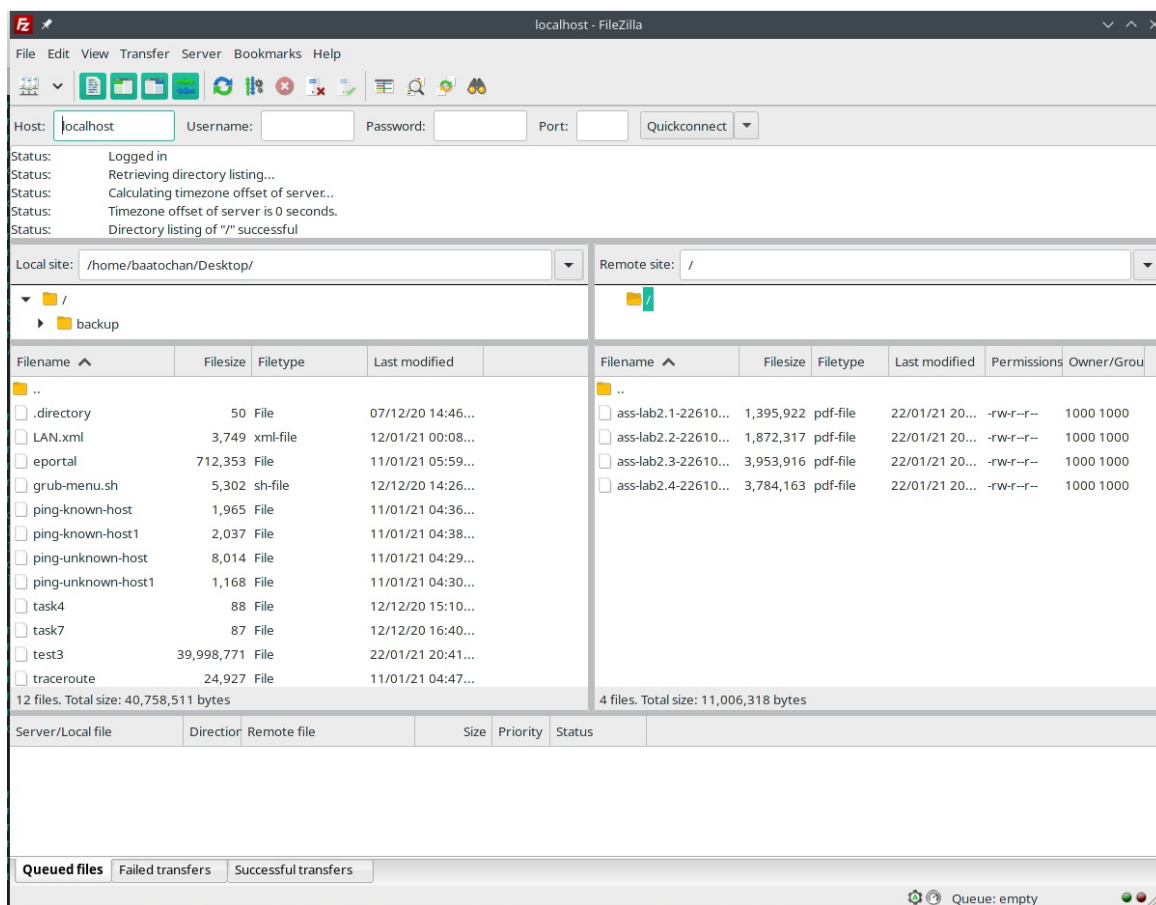 Fz localhost - FileZilla
File Edit View Transfer Server Bookmarks Help
Host: localhost Username: Password: Port: Quickconnect
Status: Logged in
Status: Retrieving directory listing...
Status: Calculating timezone offset of server...
Status: Timezone offset of server is 0 seconds.
Status: Directory listing of "/" successful
Local site: /home/baatochan/Desktop/
/
backup
Filename Filesize Filetype Last modified
..
.directory 50 File 07/12/20 14:46...
LAN.xml 3,749 xml-file 12/01/21 00:08...
eportal 712,353 File 11/01/21 05:59...
grub-menu.sh 5,302 sh-file 12/12/20 14:26...
ping-known-host 1,965 File 11/01/21 04:36...
ping-known-host1 2,037 File 11/01/21 04:38...
ping-unknown-host 8,014 File 11/01/21 04:29...
ping-unknown-host1 1,168 File 11/01/21 04:30...
task4 88 File 12/12/20 15:10...
task7 87 File 12/12/20 16:40...
test3 39,998,771 File 22/01/21 20:41...
traceroute 24,927 File 11/01/21 04:47...
12 files. Total size: 40,758,511 bytes
Remote site: /
/
Filename Filesize Filetype Last modified Permissions Owner/Grou
..
ass-lab2.1-22610... 1,395,922 pdf-file 22/01/21 20... -rw-r--r-- 1000 1000
ass-lab2.2-22610... 1,872,317 pdf-file 22/01/21 20... -rw-r--r-- 1000 1000
ass-lab2.3-22610... 3,953,916 pdf-file 22/01/21 20... -rw-r--r-- 1000 1000
ass-lab2.4-22610... 3,784,163 pdf-file 22/01/21 20... -rw-r--r-- 1000 1000
4 files. Total size: 11,006,318 bytes
Server/Local file Direction Remote file Size Priority Status
Queued files Failed transfers Successful transfers
Queue: empty